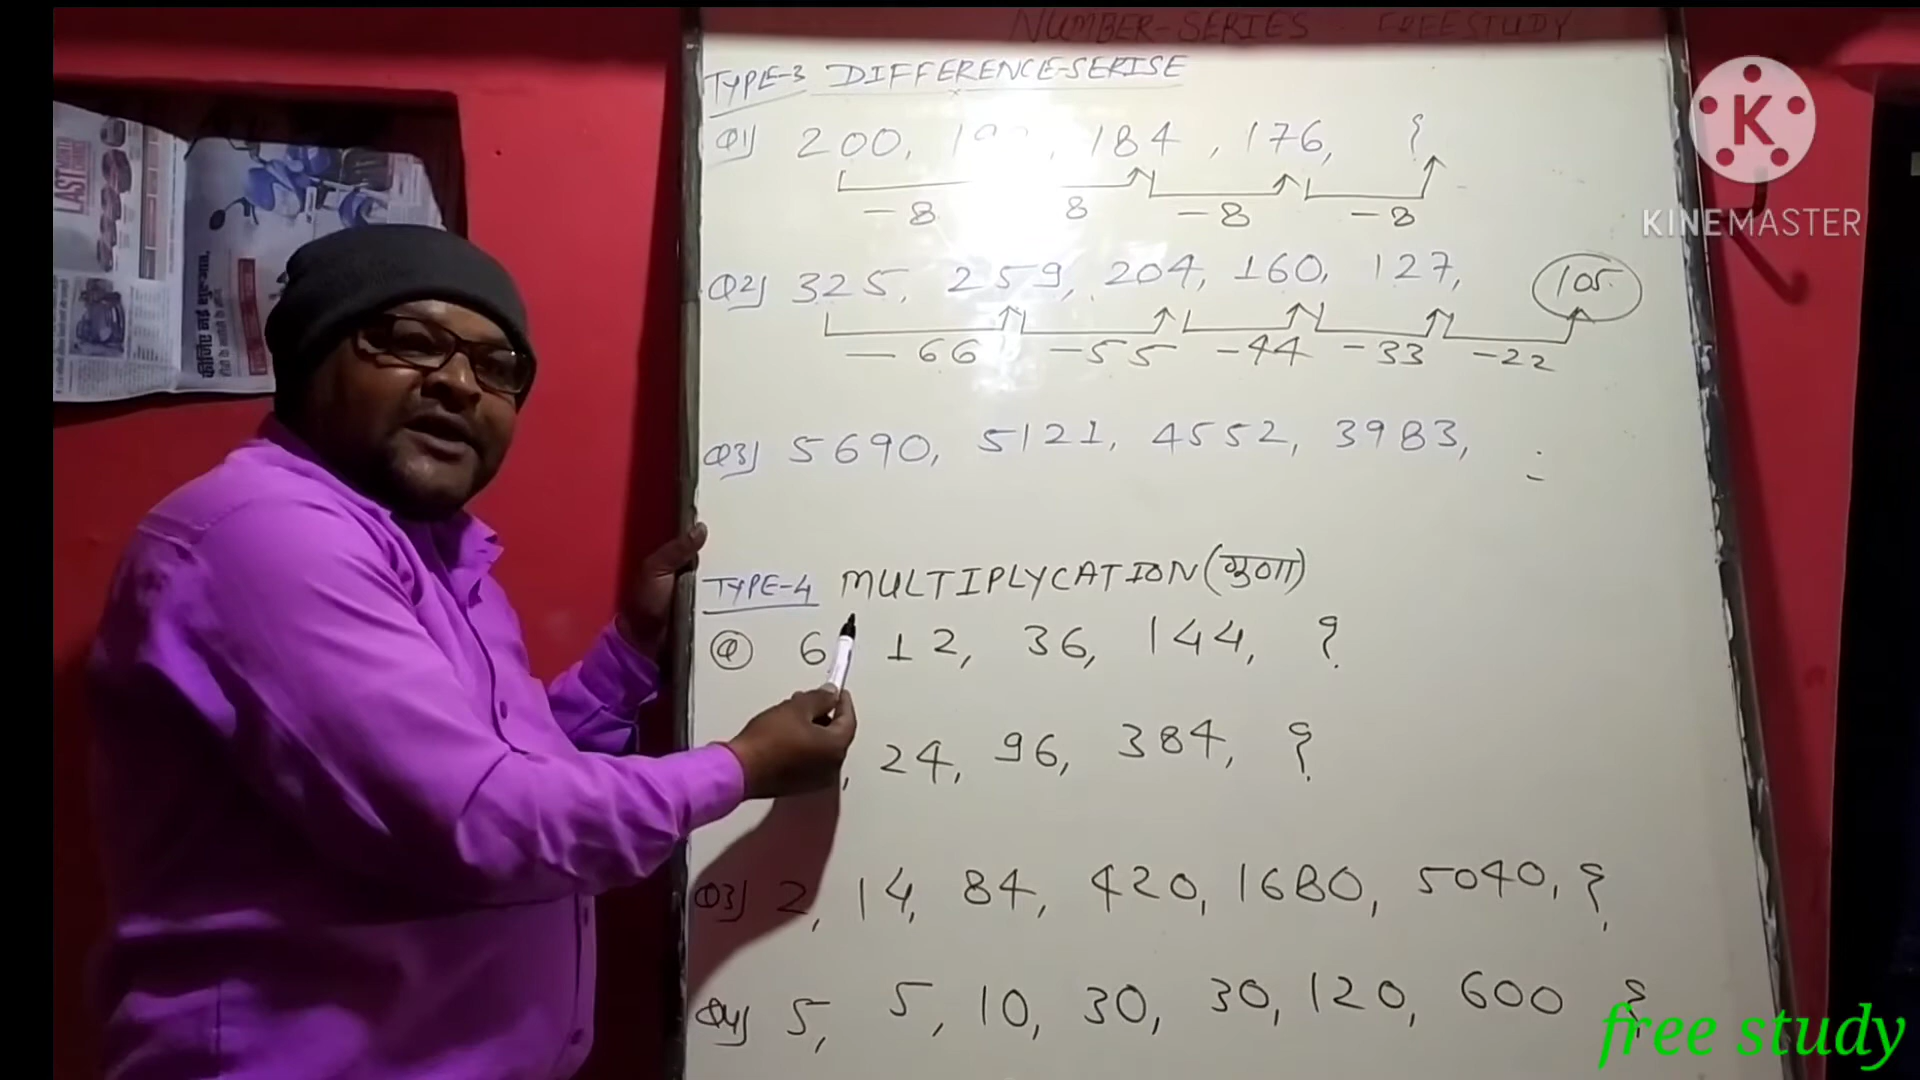 NUMBER-SERIES FREE STUDY
TYPE-3 DIFFERENCE-SERISE
Q1) 200, 184, 176, ?
-8 8 -8 -8
Q2) 325, 259, 204, 160, 127, 105
-66 -55 -44 -33 -22
Q3) 5690, 5121, 4552, 3983,
TYPE-4 MULTIPLYCATION (गुणा)
Q 6, 12, 36, 144, ?
, 24, 96, 384, ?
Q3) 2, 14, 84, 420, 1680, 5040, ?
Q4) 5, 5, 10, 30, 30, 120, 600 ?
K
KINEMASTER
free study
LAST